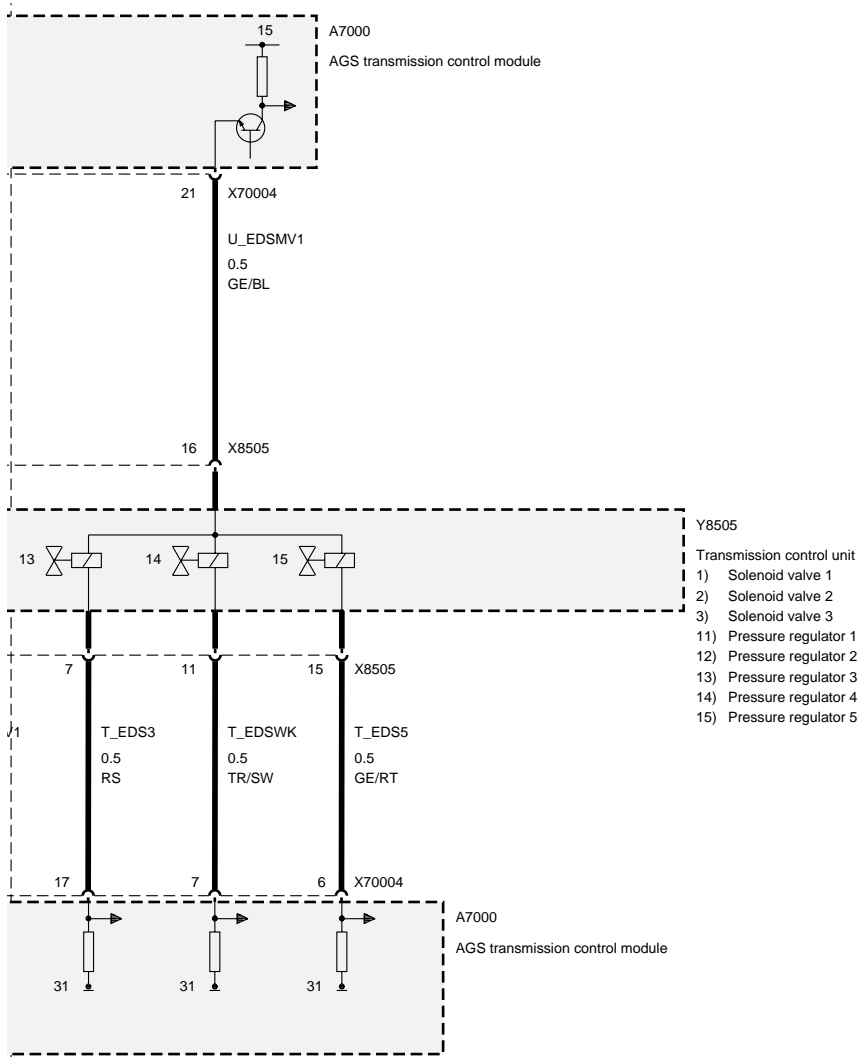 15
A7000
AGS transmission control module
21 X70004
U_EDSMV1
0.5
GE/BL
16 X8505
Y8505
13 14 15
Transmission control unit
1) Solenoid valve 1
2) Solenoid valve 2
3) Solenoid valve 3
11) Pressure regulator 1
12) Pressure regulator 2
13) Pressure regulator 3
14) Pressure regulator 4
15) Pressure regulator 5
7 11 15 X8505
/1 T_EDS3 T_EDSWK T_EDS5
0.5 0.5 0.5
RS TR/SW GE/RT
17 7 6 X70004
A7000
AGS transmission control module
31 31 31